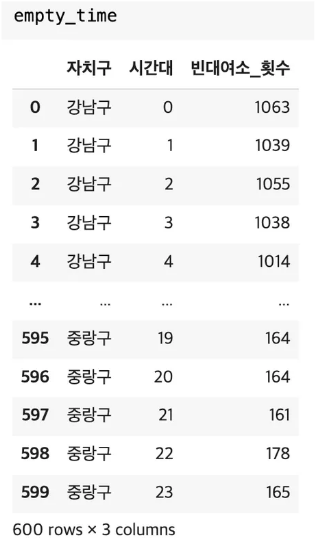 empty_time
자치구 시간대 빈대여소_횟수
0 강남구 0 1063
1 강남구 1 1039
2 강남구 2 1055
3 강남구 3 1038
4 강남구 4 1014
... ... ... ...
595 중랑구 19 164
596 중랑구 20 164
597 중랑구 21 161
598 중랑구 22 178
599 중랑구 23 165
600 rows × 3 columns